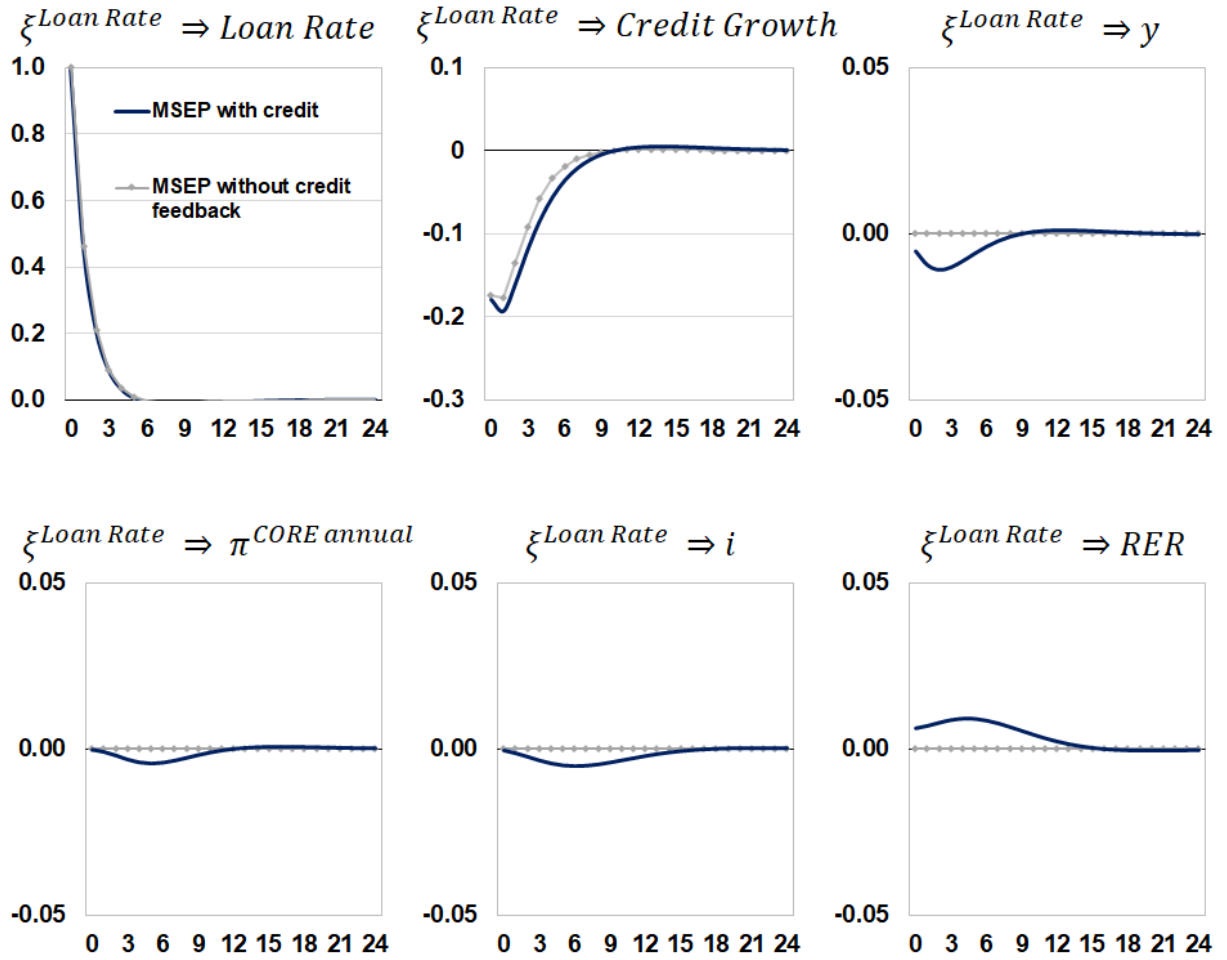 ξ^Loan Rate ⇒ Loan Rate
1.0
0.8
0.6
0.4
0.2
0.0
MSEP with credit
MSEP without credit
feedback
0 3 6 9 12 15 18 21 24
ξ^Loan Rate ⇒ Credit Growth
0.1
0
-0.1
-0.2
-0.3
0 3 6 9 12 15 18 21 24
ξ^Loan Rate ⇒ y
0.05
0.00
-0.05
0 3 6 9 12 15 18 21 24
ξ^Loan Rate ⇒ π^CORE annual
0.05
0.00
-0.05
0 3 6 9 12 15 18 21 24
ξ^Loan Rate ⇒ i
0.05
0.00
-0.05
0 3 6 9 12 15 18 21 24
ξ^Loan Rate ⇒ RER
0.05
0.00
-0.05
0 3 6 9 12 15 18 21 24